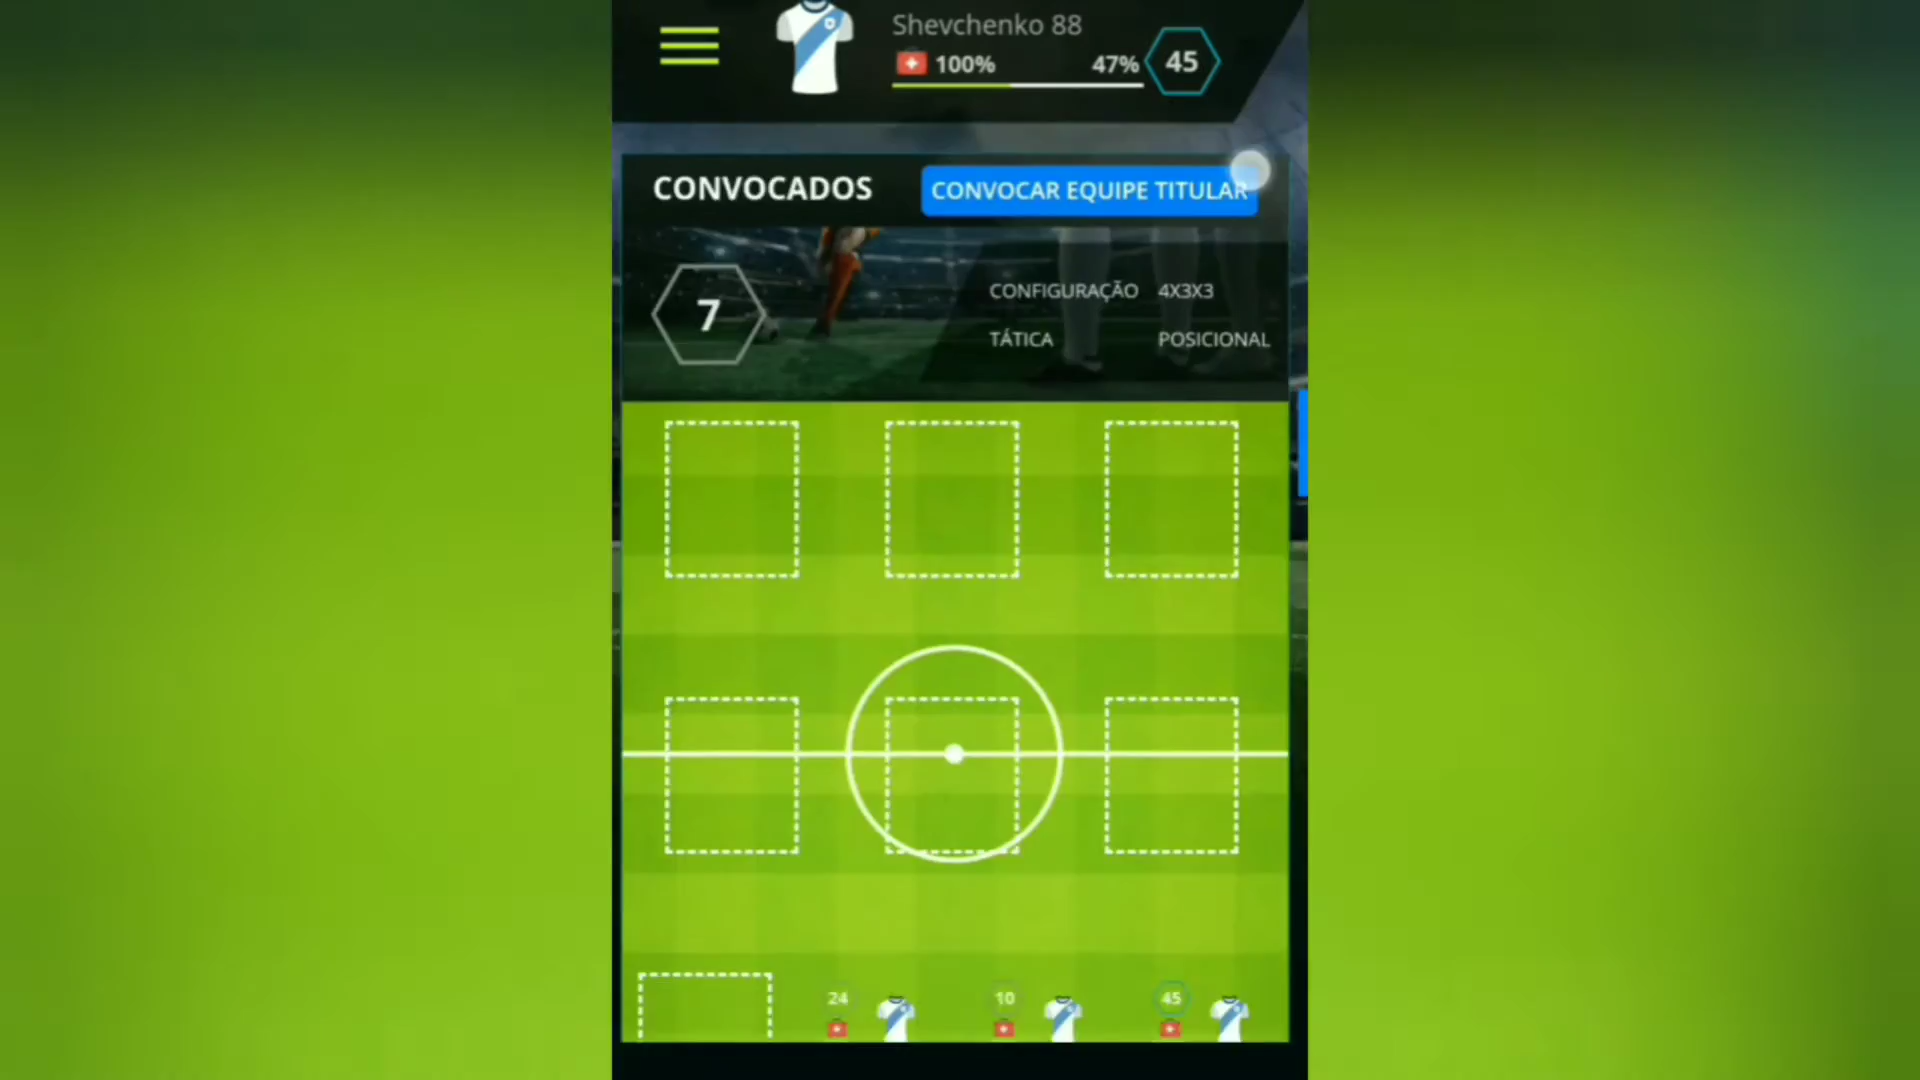 Shevchenko 88
100%
47%
45
CONVOCADOS
CONVOCAR EQUIPE TITULAR
7
CONFIGURAÇÃO 4X3X3
TÁTICA POSICIONAL
24
10
45